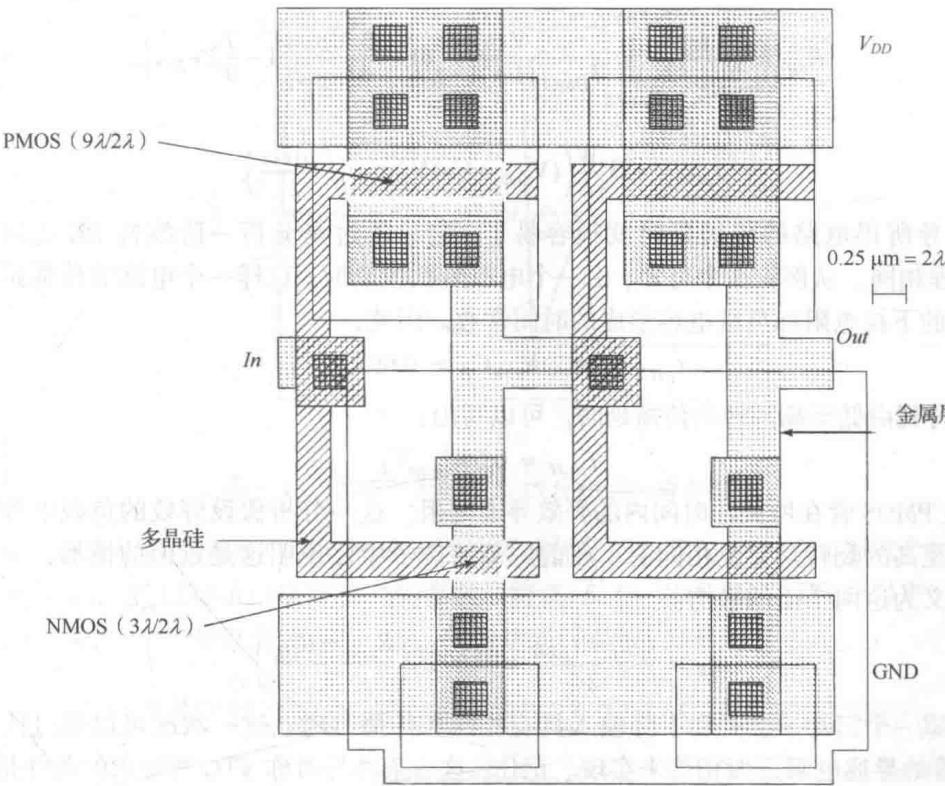 V_DD
PMOS（9λ/2λ）
0.25 μm = 2λ
In
Out
金属
多晶硅
NMOS（3λ/2λ）
GND